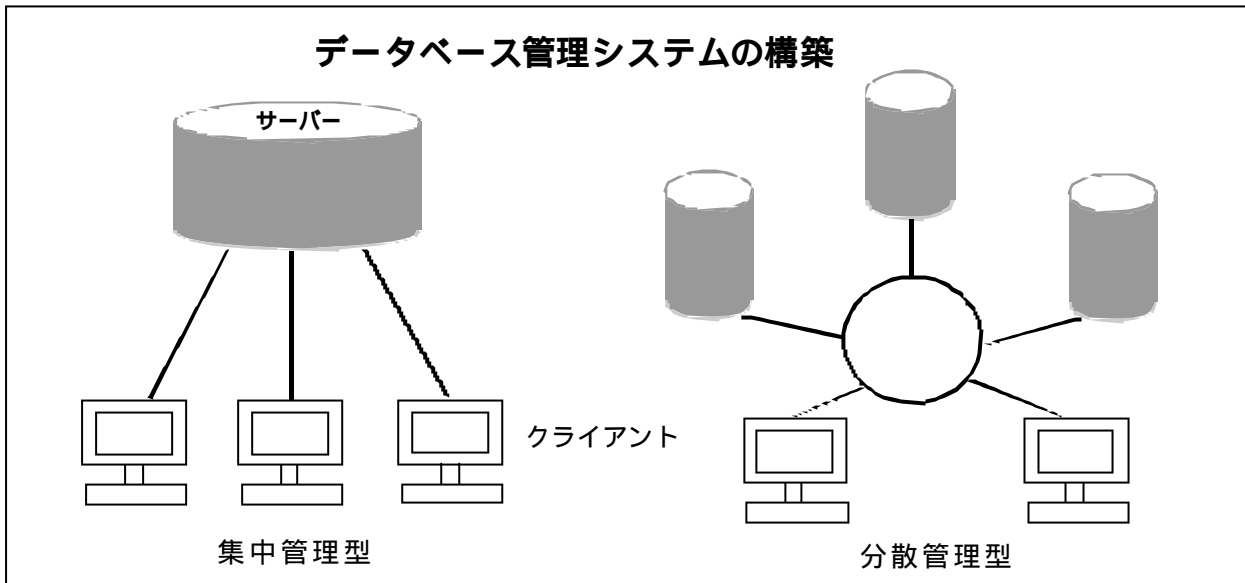 データベース管理システムの構築
サーバー
クライアント
集中管理型
分散管理型